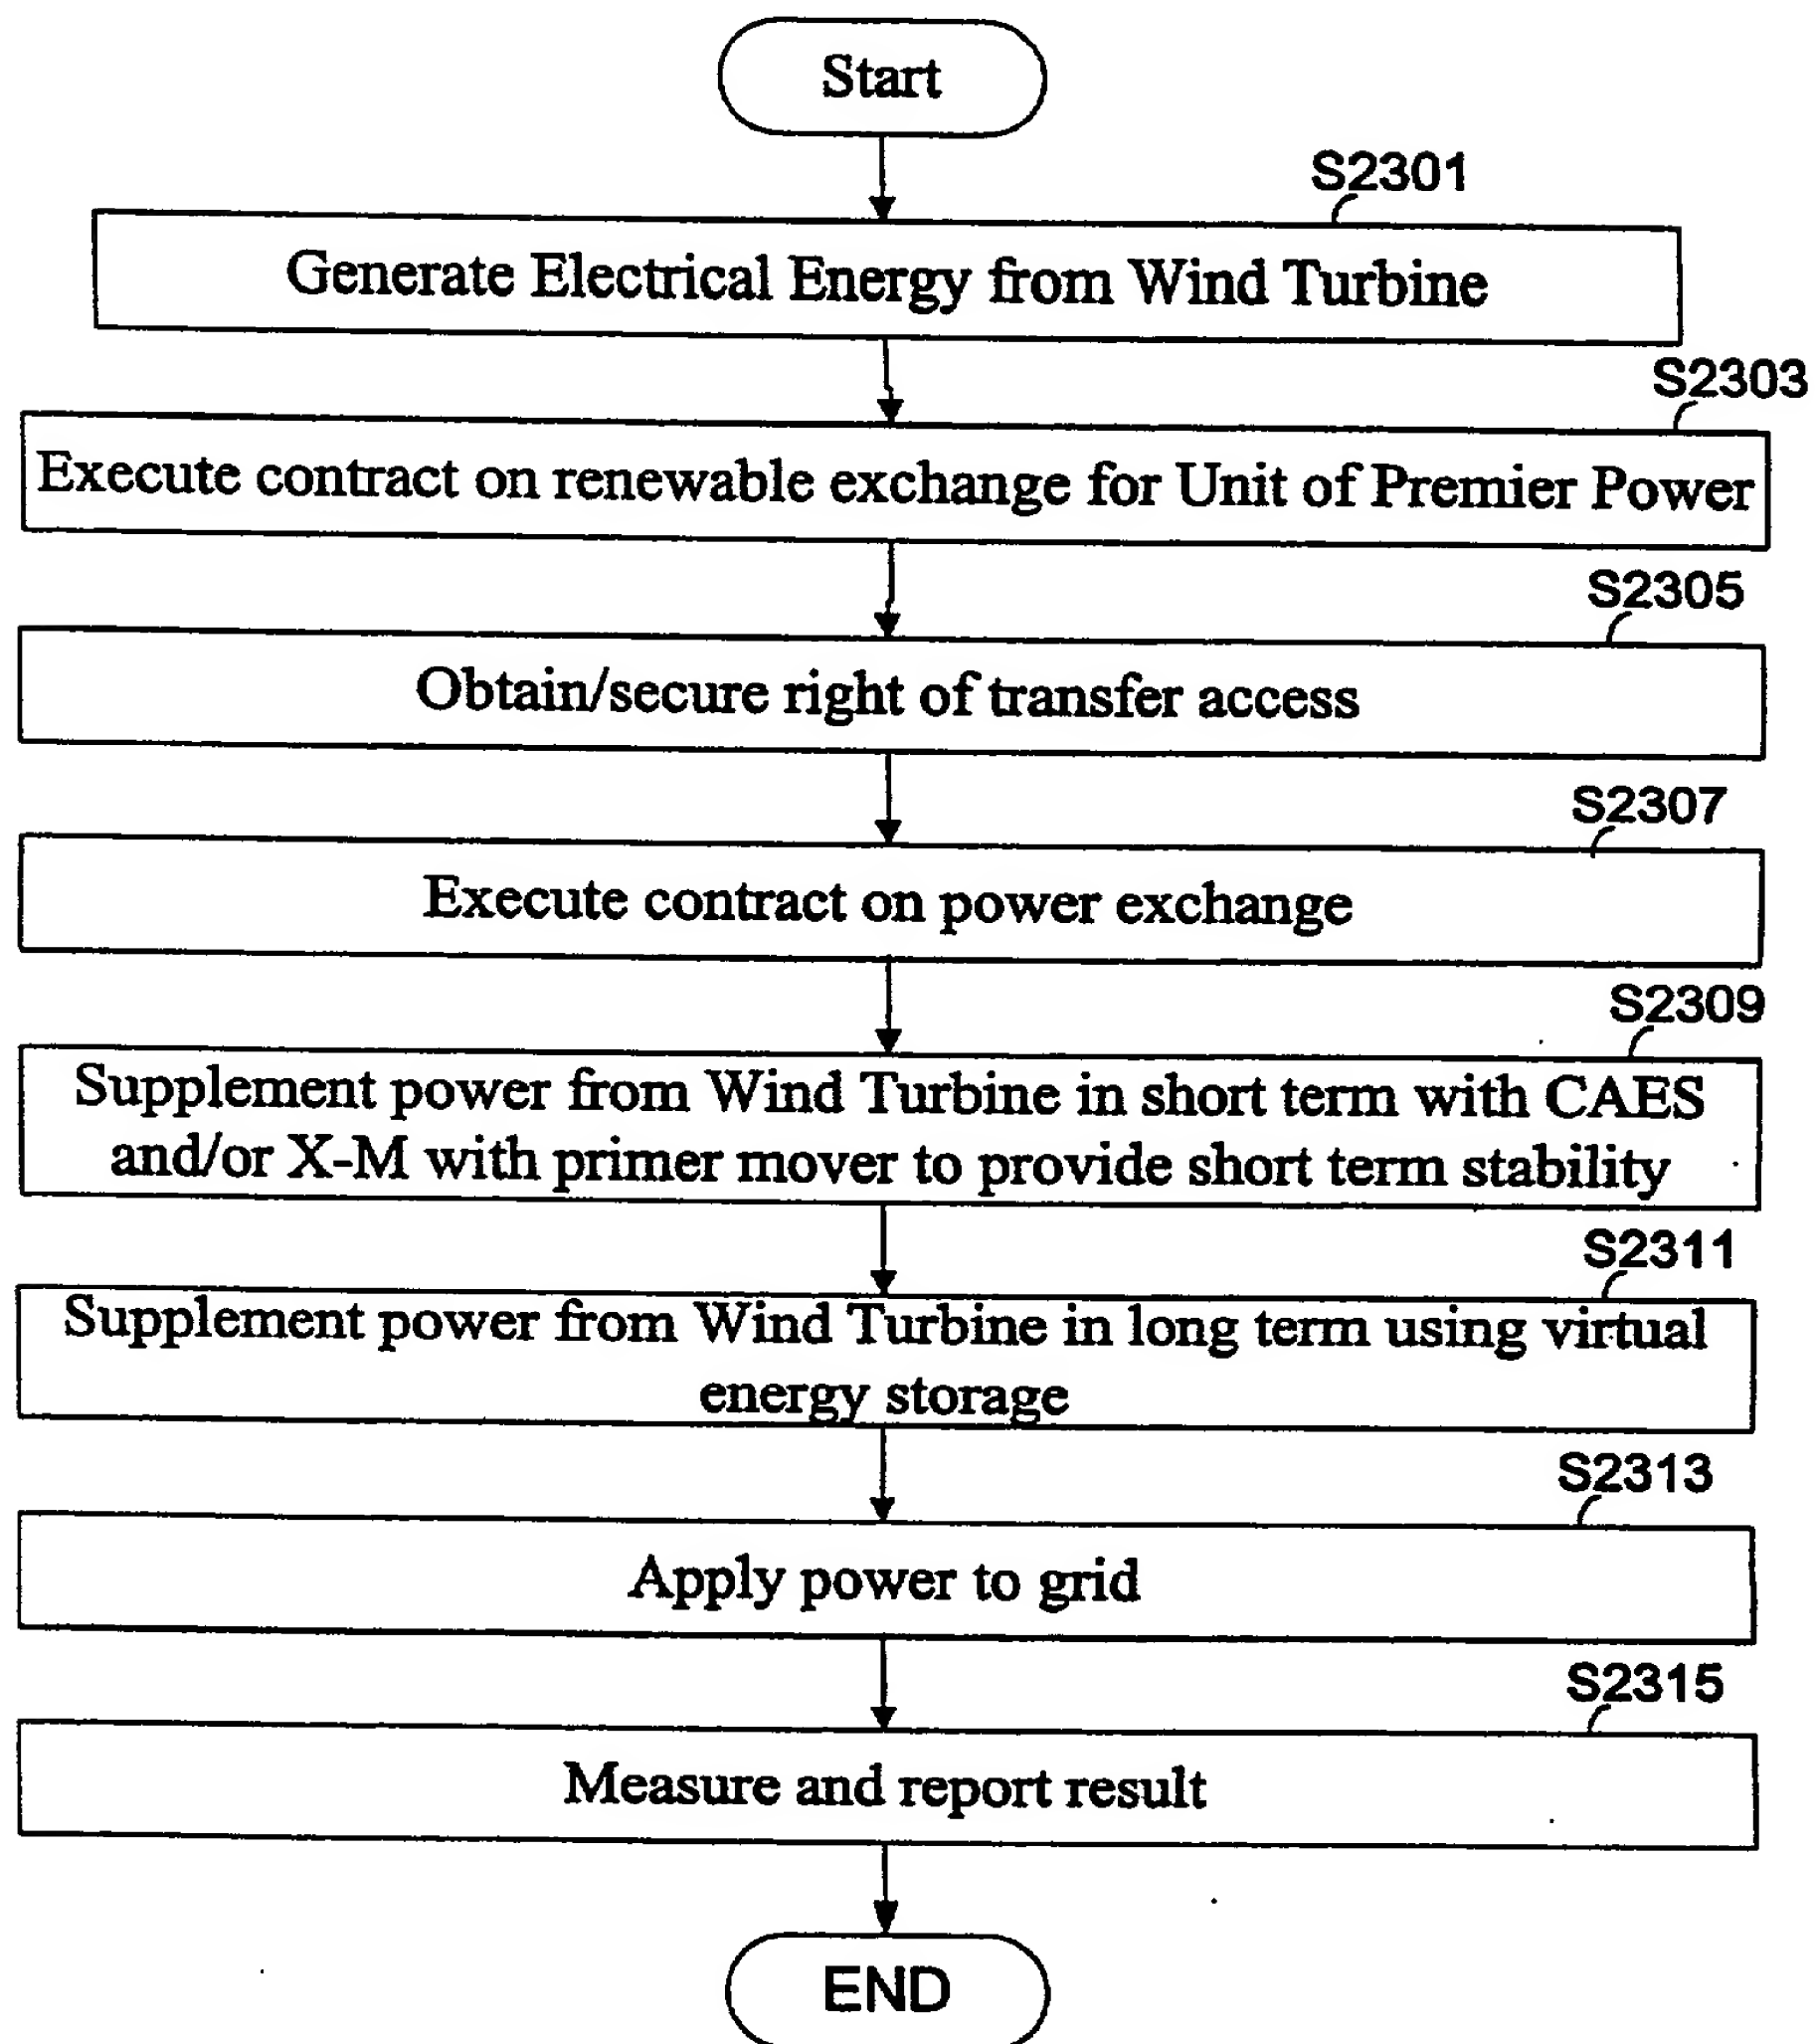 Start
S2301
Generate Electrical Energy from Wind Turbine
S2303
Execute contract on renewable exchange for Unit of Premier Power
S2305
Obtain/secure right of transfer access
S2307
Execute contract on power exchange
S2309
Supplement power from Wind Turbine in short term with CAES
and/or X-M with primer mover to provide short term stability
S2311
Supplement power from Wind Turbine in long term using virtual
energy storage
S2313
Apply power to grid
S2315
Measure and report result
END